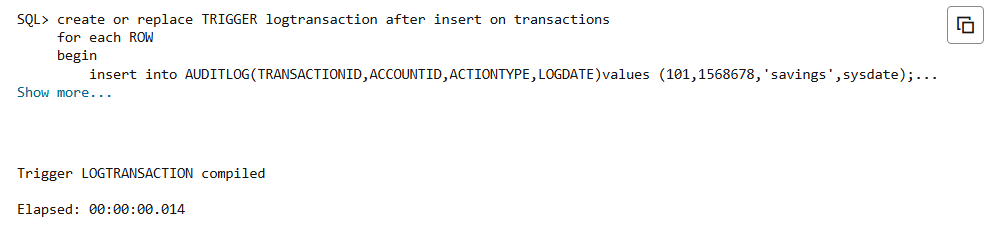 SQL> create or replace TRIGGER logtransaction after insert on transactions
for each ROW
begin
insert into AUDITLOG(TRANSACTIONID,ACCOUNTID,ACTIONTYPE,LOGDATE)values (101,1568678,'savings',sysdate);...
Show more...
Trigger LOGTRANSACTION compiled
Elapsed: 00:00:00.014